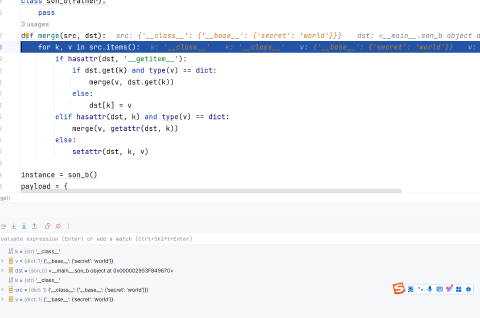 class son_b(father):
pass
3 usages
def merge(src, dst):   src: {'__class__': {'__base__': {'secret': 'world'}}}   dst: <__main__.son_b object a
for k, v in src.items():   k: '__class__'   k: '__class__'   v: {'__base__': {'secret': 'world'}}   v:
if hasattr(dst, '__getitem__'):
if dst.get(k) and type(v) == dict:
merge(v, dst.get(k))
else:
dst[k] = v
elif hasattr(dst, k) and type(v) == dict:
merge(v, getattr(dst, k))
else:
setattr(dst, k, v)
instance = son_b()
payload = {
evaluate expression (Enter) or add a watch (Ctrl+Shift+Enter)
k = {str} '__class__'
v = {dict: 1} {'__base__': {'secret': 'world'}}
dst = {son_b} <__main__.son_b object at 0x000002953F849670>
k = {str} '__class__'
src = {dict: 1} {'__class__': {'__base__': {'secret': 'world'}}}
v = {dict: 1} {'__base__': {'secret': 'world'}}
S 英